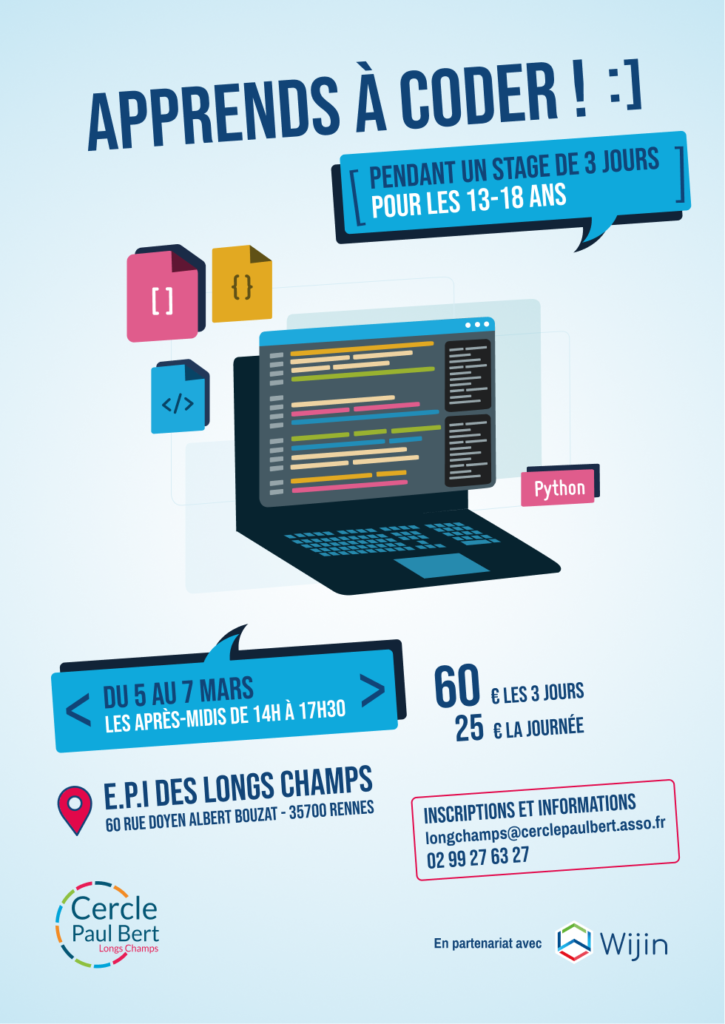 APPRENDS À CODER ! :]
[ PENDANT UN STAGE DE 3 JOURS
POUR LES 13-18 ANS ]
[ ]
{ }
</>
Python
< DU 5 AU 7 MARS >
LES APRÈS-MIDIS DE 14H À 17H30
60 € LES 3 JOURS
25 € LA JOURNÉE
E.P.I DES LONGS CHAMPS
60 RUE DOYEN ALBERT BOUZAT - 35700 RENNES
INSCRIPTIONS ET INFORMATIONS
longchamps@cerclepaulbert.asso.fr
02 99 27 63 27
Cercle
Paul Bert
Longs Champs
En partenariat avec Wijin